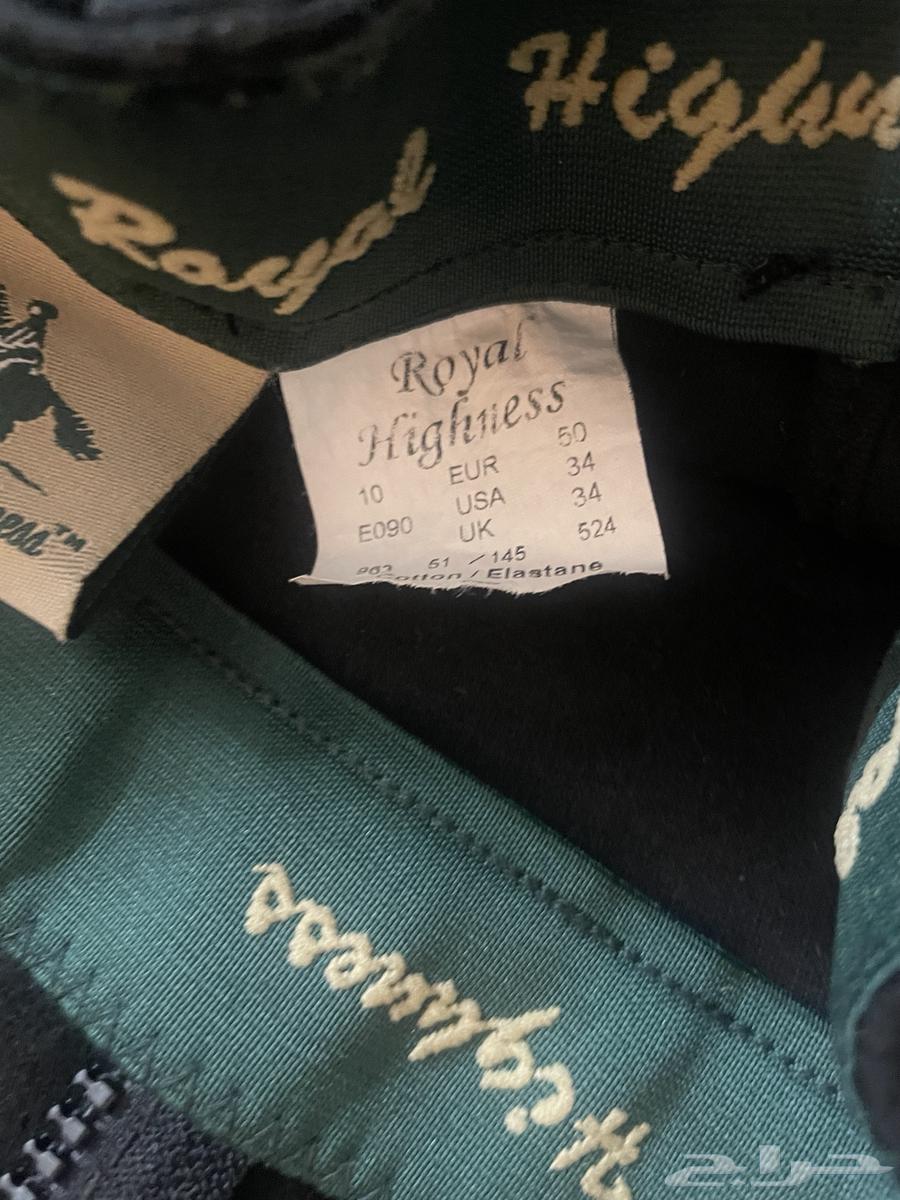 Highn
Royal
Royal
Highness
EUR 50
10 USA 34
E090 UK 34
524
51 / 145
Cotton / Elastane
Highness
حراج